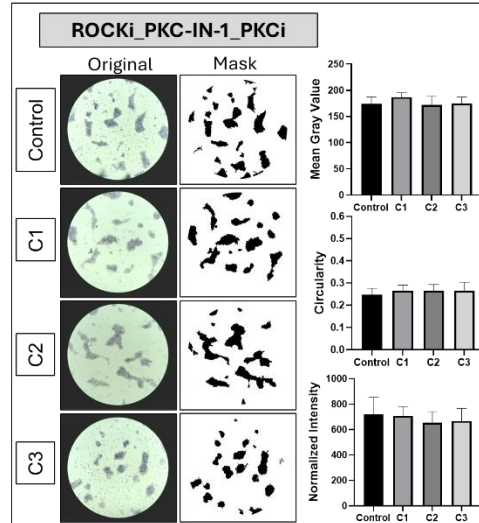 ROCKi_PKC-IN-1_PKCi
Original
Mask
Control
C1
C2
C3
Mean Gray Value
250
200
150
100
50
0
Control C1 C2 C3
Circularity
0.6
0.5
0.4
0.3
0.2
0.1
0.0
Control C1 C2 C3
Normalized Intensity
1000
800
600
400
200
0
Control C1 C2 C3